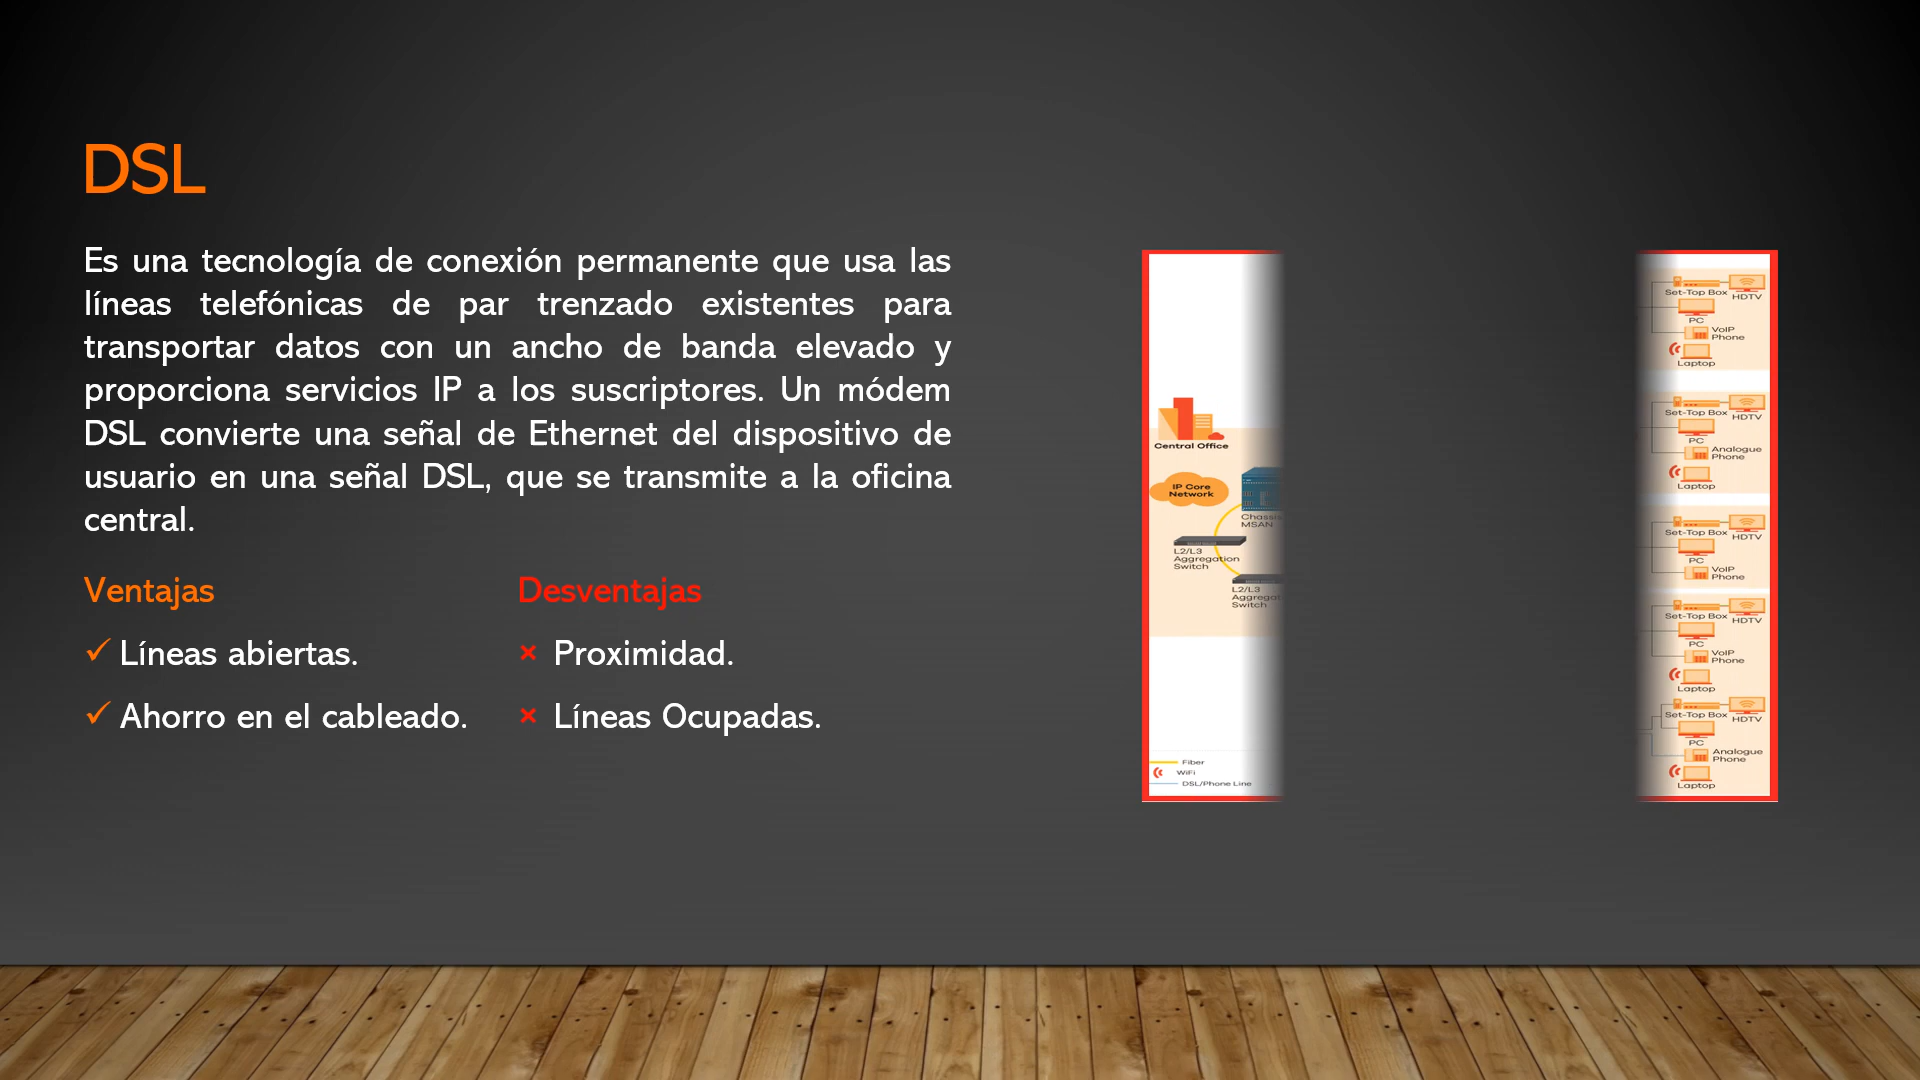 DSL
Es una tecnología de conexión permanente que usa las
líneas telefónicas de par trenzado existentes para
transportar datos con un ancho de banda elevado y
proporciona servicios IP a los suscriptores. Un módem
DSL convierte una señal de Ethernet del dispositivo de
usuario en una señal DSL, que se transmite a la oficina
central.
Ventajas
Líneas abiertas.
Ahorro en el cableado.
Desventajas
Proximidad.
Líneas Ocupadas.
Central Office
IP Core
Network
MSAN
L2/L3
Aggregation
Switch
L2/L3
Switch
Fiber
WiFi
DSL/Phone Line
Set-Top Box
HDTV
PC
VoIP
Phone
Laptop
Set-Top Box
HDTV
PC
Analogue
Phone
Laptop
Set-Top Box
HDTV
PC
VoIP
Phone
Set-Top Box
HDTV
PC
VoIP
Phone
Laptop
Set-Top Box
HDTV
PC
Analogue
Phone
Laptop